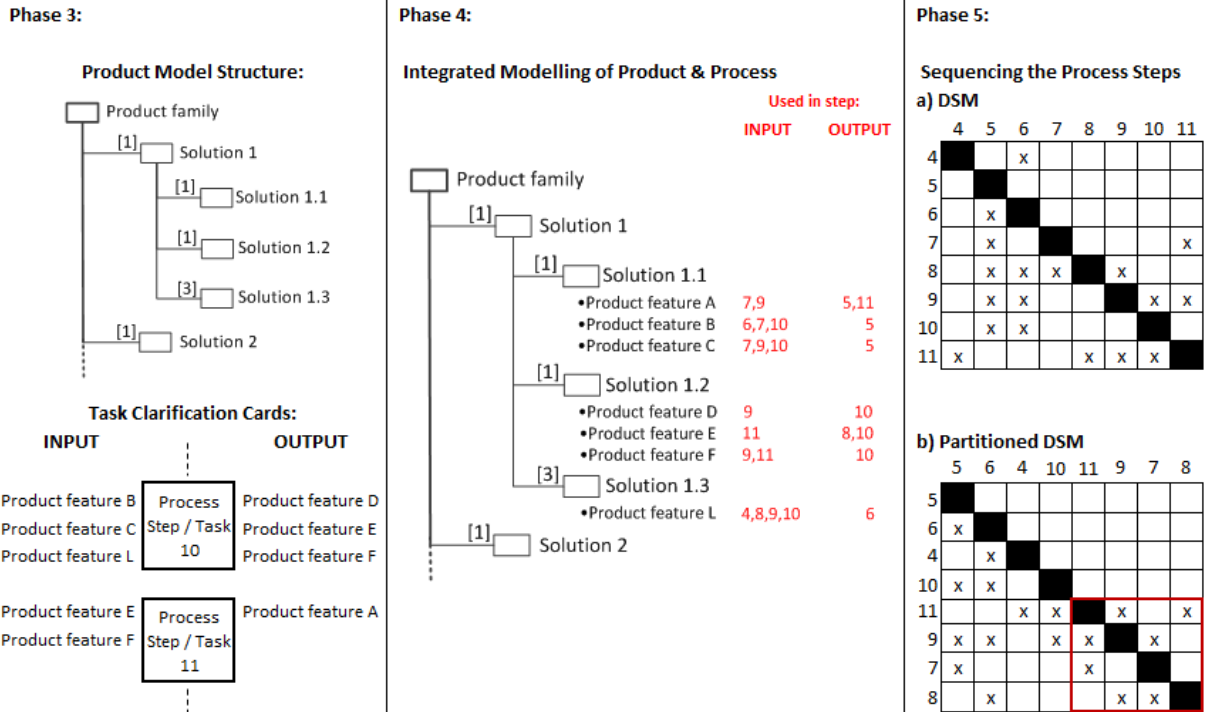 Phase 3:
Product Model Structure:
Product family
[1]
Solution 1
[1]
Solution 1.1
[1]
Solution 1.2
[3]
Solution 1.3
[1]
Solution 2
Task Clarification Cards:
INPUT OUTPUT
Product feature B Process Product feature D
Product feature C Step / Task Product feature E
Product feature L 10 Product feature F
Product feature E Process Product feature A
Product feature F Step / Task
11
Phase 4:
Integrated Modelling of Product & Process
Used in step:
INPUT OUTPUT
Product family
[1]
Solution 1
[1]
Solution 1.1
•Product feature A 7,9 5,11
•Product feature B 6,7,10 5
•Product feature C 7,9,10 5
[1]
Solution 1.2
•Product feature D 9 10
•Product feature E 11 8,10
•Product feature F 9,11 10
[3]
Solution 1.3
•Product feature L 4,8,9,10 6
[1]
Solution 2
Phase 5:
Sequencing the Process Steps
a) DSM
4 5 6 7 8 9 10 11
4 x
5
6 x
7 x x
8 x x x x
9 x x x x
10 x x
11 x x x x
b) Partitioned DSM
5 6 4 10 11 9 7 8
5
6 x
4 x
10 x x
11 x x x x
9 x x x x x
7 x x
8 x x x